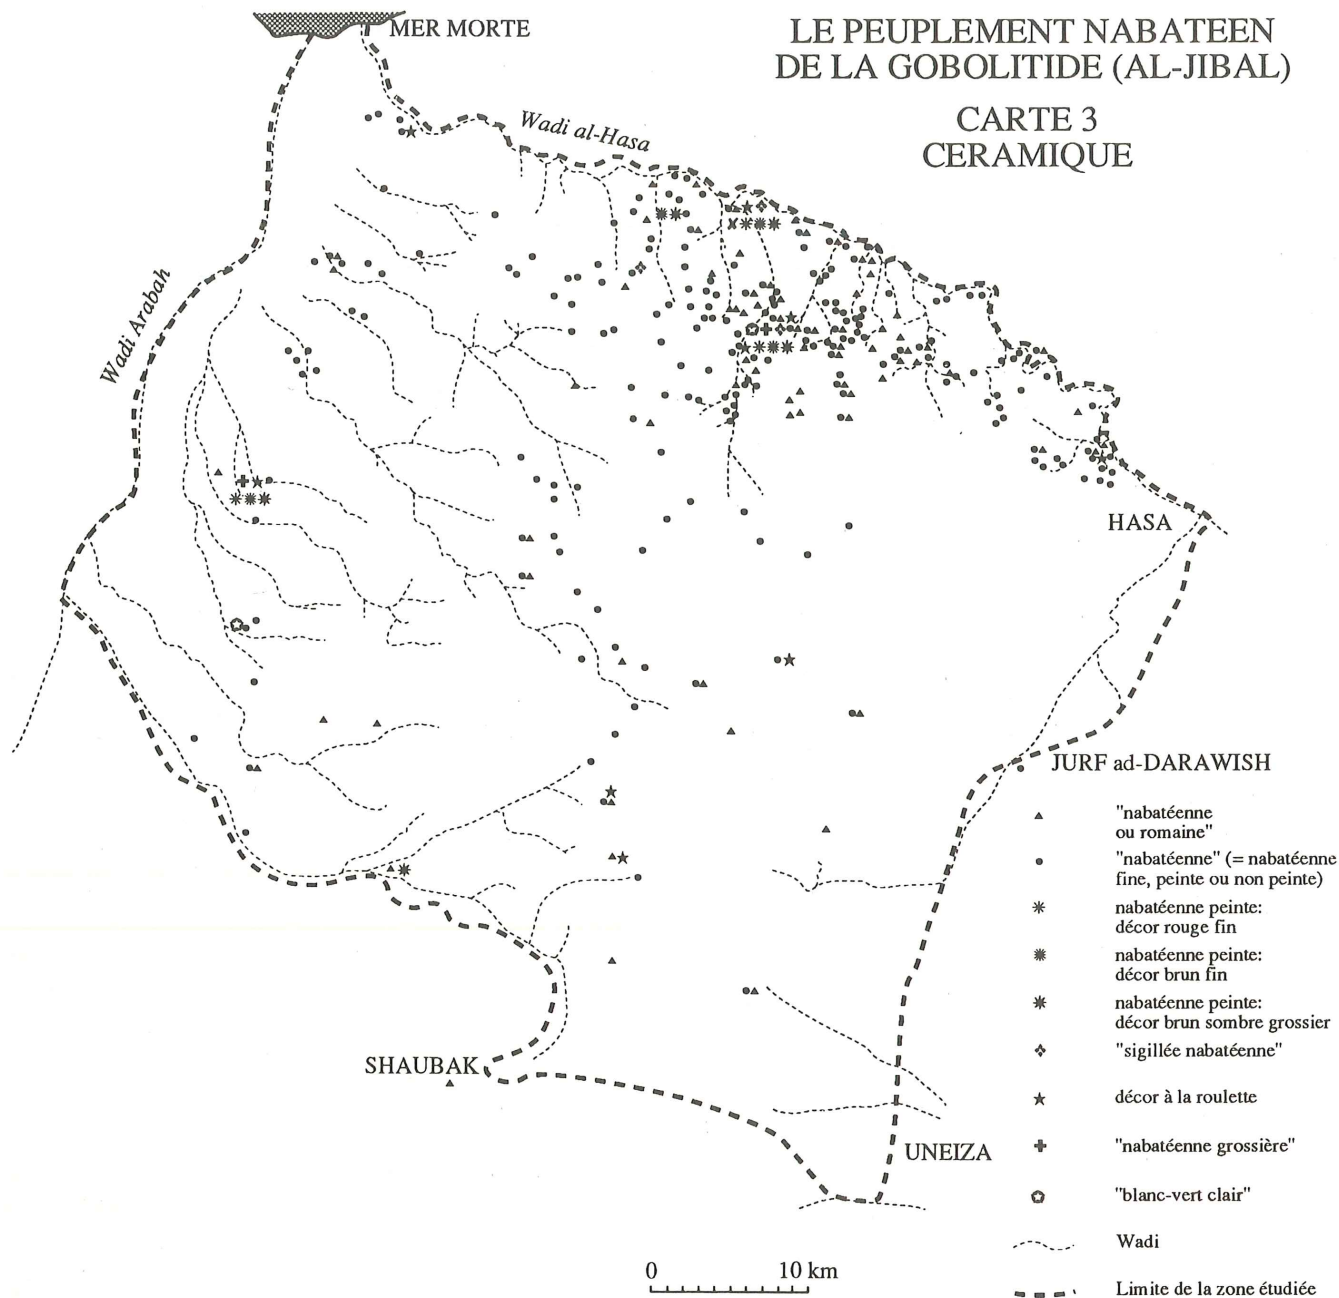 MER MORTE
LE PEUPLEMENT NABATEEN
DE LA GOBOLITIDE (AL-JIBAL)
CARTE 3
CERAMIQUE
Wadi al-Hasa
Wadi Arabah
HASA
JURF ad-DARAWISH
SHAUBAK
UNEIZA
"nabatéenne
ou romaine"
"nabatéenne" (= nabatéenne
fine, peinte ou non peinte)
nabatéenne peinte:
décor rouge fin
nabatéenne peinte:
décor brun fin
nabatéenne peinte:
décor brun sombre grossier
"sigillée nabatéenne"
décor à la roulette
"nabatéenne grossière"
"blanc-vert clair"
Wadi
Limite de la zone étudiée
0 10 km